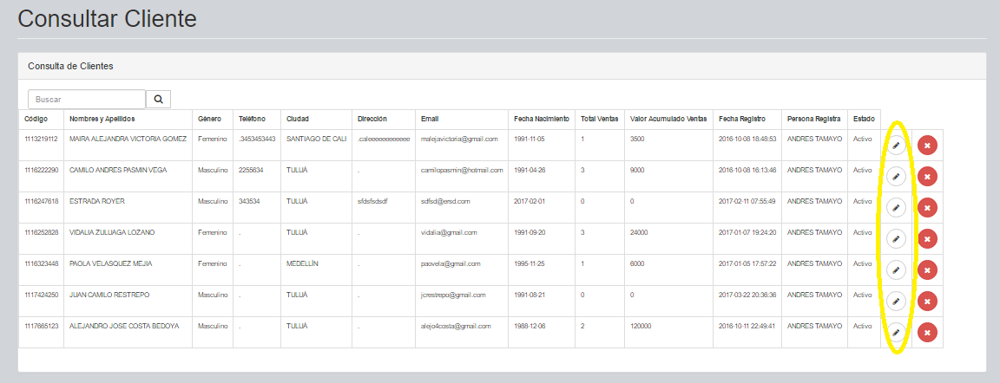 Consultar Cliente
Consulta de Clientes
Buscar
Código Nombres y Apellidos Género Teléfono Ciudad Dirección Email Fecha Nacimiento Total Ventas Valor Acumulado Ventas Fecha Registro Persona Registra Estado
1113219112 MAIRA ALEJANDRA VICTORIA GOMEZ Femenino .3453453443 SANTIAGO DE CALI .caleeeeeeeeeeee malejavictoria@gmail.com 1991-11-05 1 3500 2016-10-08 18:48:53 ANDRES TAMAYO Activo
1116222290 CAMILO ANDRES PASMIN VEGA Masculino 2255634 TULUÁ . camilopasmin@hotmail.com 1991-04-26 3 9000 2016-10-08 16:13:46 ANDRES TAMAYO Activo
1116247618 ESTRADA ROYER Masculino 343534 TULUÁ sfdsfsdsdf sdfsd@ersd.com 2017-02-01 0 0 2017-02-11 07:55:49 ANDRES TAMAYO Activo
1116252828 VIDALIA ZULUAGA LOZANO Femenino . TULUÁ . vidalia@gmail.com 1991-09-20 3 24000 2017-01-07 19:24:20 ANDRES TAMAYO Activo
1116323448 PAOLA VELASQUEZ MEJIA Femenino . MEDELLÍN . paovela@gmail.com 1995-11-25 1 6000 2017-01-05 17:57:22 ANDRES TAMAYO Activo
1117424250 JUAN CAMILO RESTREPO Masculino . TULUÁ . jcrestrepo@gmail.com 1991-08-21 0 0 2017-03-22 20:36:36 ANDRES TAMAYO Activo
1117665123 ALEJANDRO JOSE COSTA BEDOYA Masculino . TULUÁ . alejo4costa@gmail.com 1988-12-06 2 120000 2016-10-11 22:49:41 ANDRES TAMAYO Activo